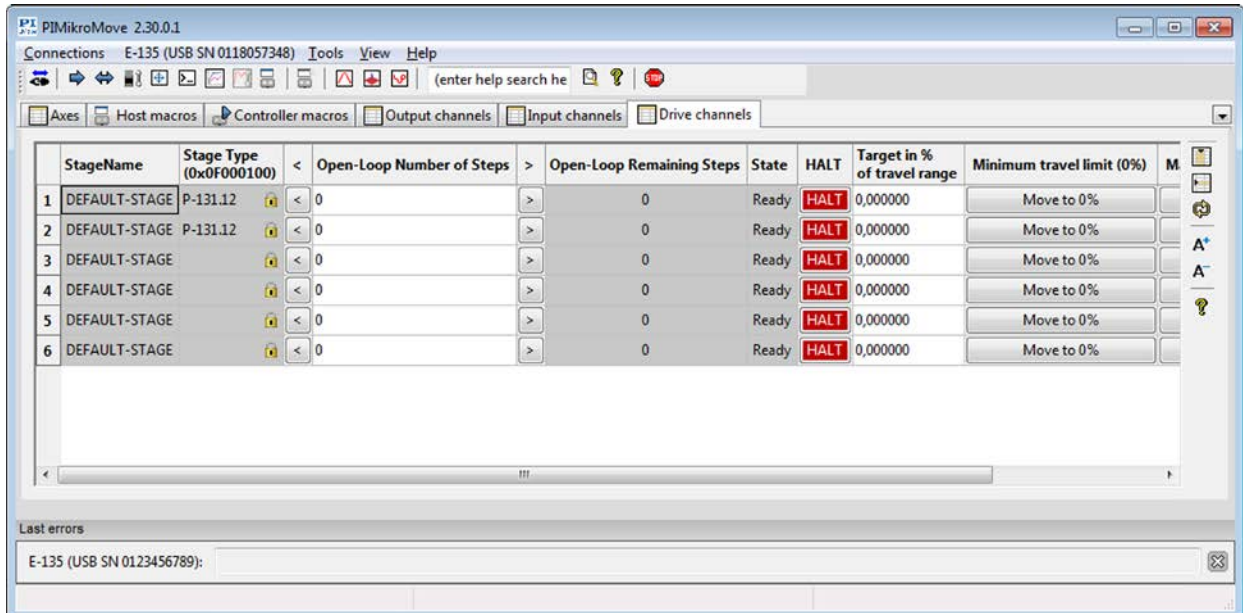 PI PIMikroMove 2.30.0.1
Connections E-135 (USB SN 0118057348) Tools View Help
(enter help search he STOP
Axes Host macros Controller macros Output channels Input channels Drive channels
StageName Stage Type (0x0F000100) < Open-Loop Number of Steps > Open-Loop Remaining Steps State HALT Target in % of travel range Minimum travel limit (0%) M
1 DEFAULT-STAGE P-131.12 < 0 > 0 Ready HALT 0,000000 Move to 0%
2 DEFAULT-STAGE P-131.12 < 0 > 0 Ready HALT 0,000000 Move to 0%
3 DEFAULT-STAGE < 0 > 0 Ready HALT 0,000000 Move to 0%
4 DEFAULT-STAGE < 0 > 0 Ready HALT 0,000000 Move to 0%
5 DEFAULT-STAGE < 0 > 0 Ready HALT 0,000000 Move to 0%
6 DEFAULT-STAGE < 0 > 0 Ready HALT 0,000000 Move to 0%
A+
A-
Last errors
E-135 (USB SN 0123456789):